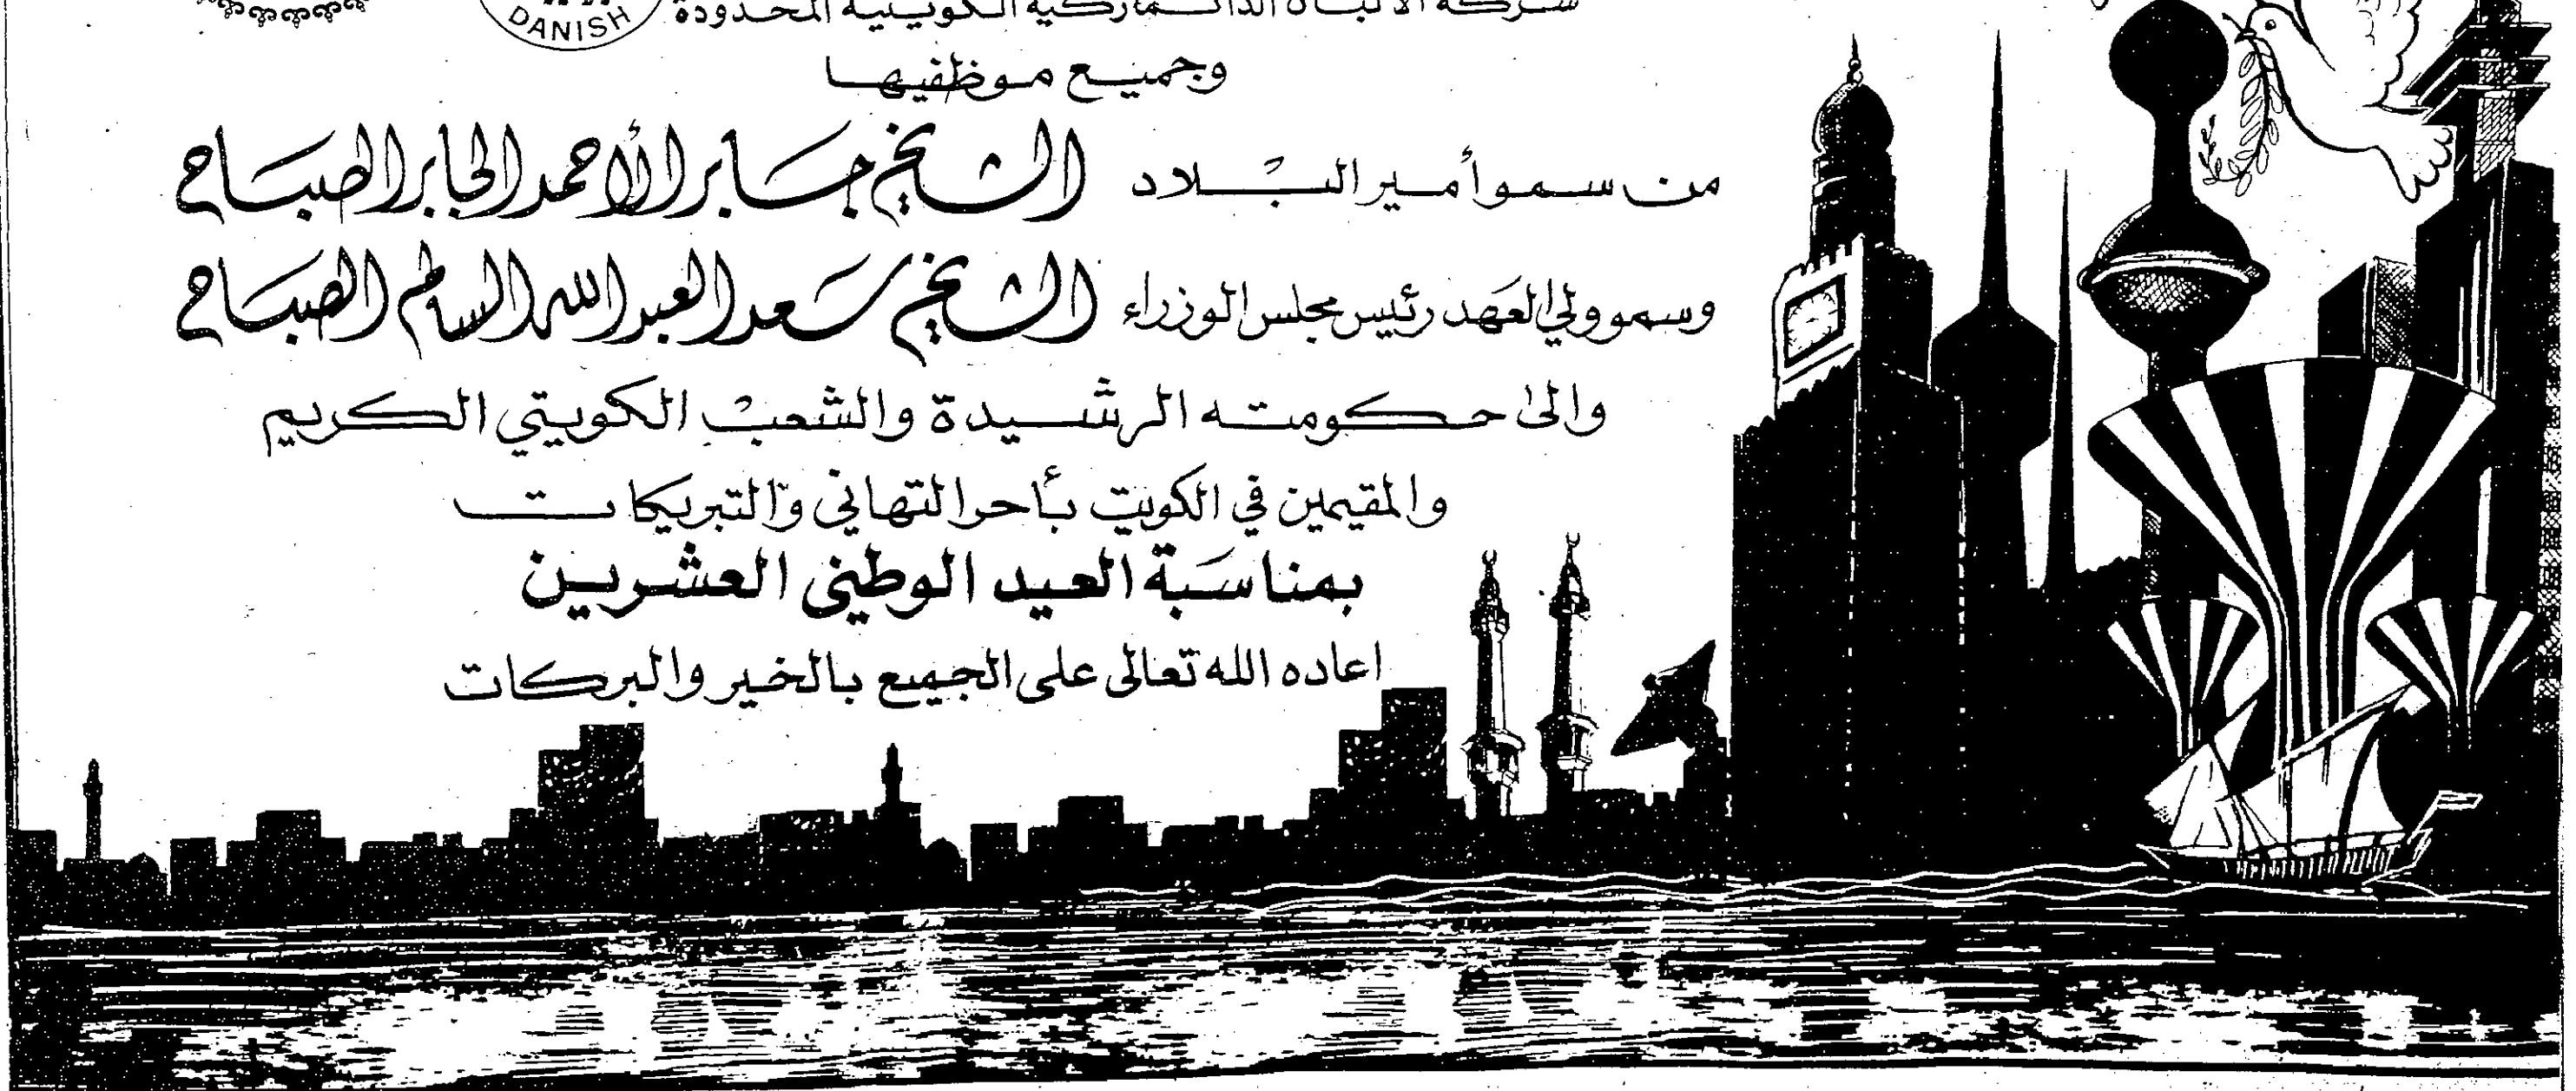 DANISH
شركة الألبان الدانماركية الكويتية المحدودة
وجميع موظفيها
من سمو أمير البلاد الشيخ جابر الأحمد الجابر الصباح
وسمو ولي العهد رئيس مجلس الوزراء الشيخ سعد العبد الله السالم الصباح
والى حكومته الرشيدة والشعب الكويتي الكريم
والمقيمين في الكويت بأحر التهاني والتبريكات
بمناسبة العيد الوطني العشرين
اعاده الله تعالى على الجميع بالخير والبركات